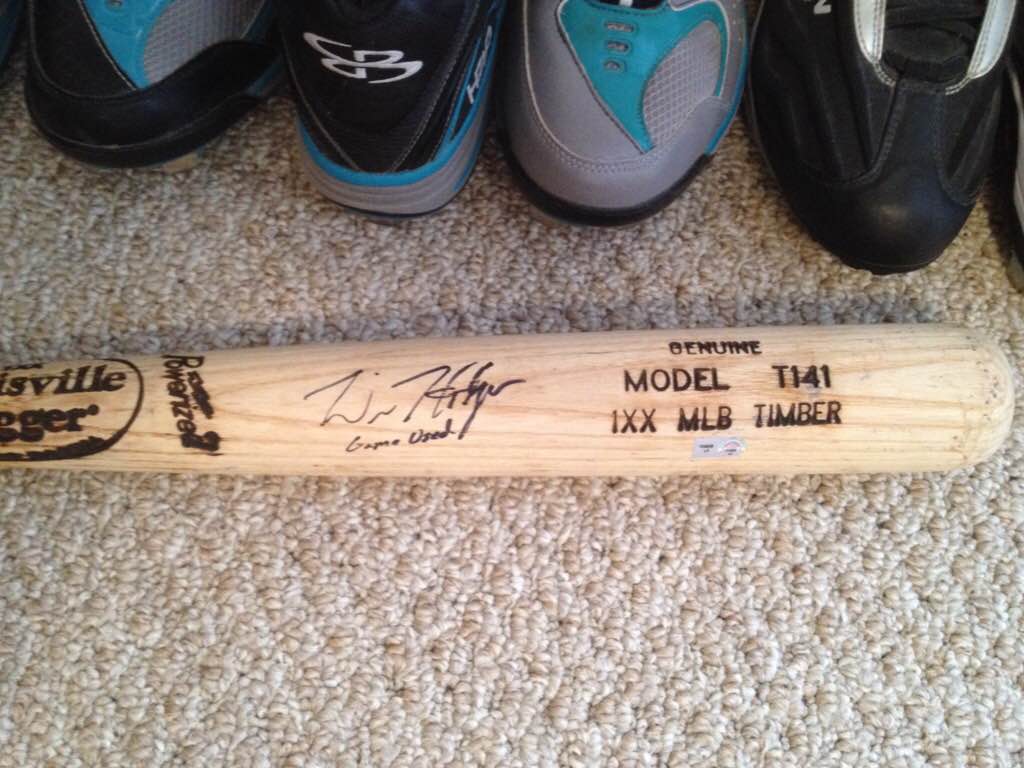 isville
gger®
Powerized
Game Used
GENUINE
MODEL T141
1XX MLB TIMBER